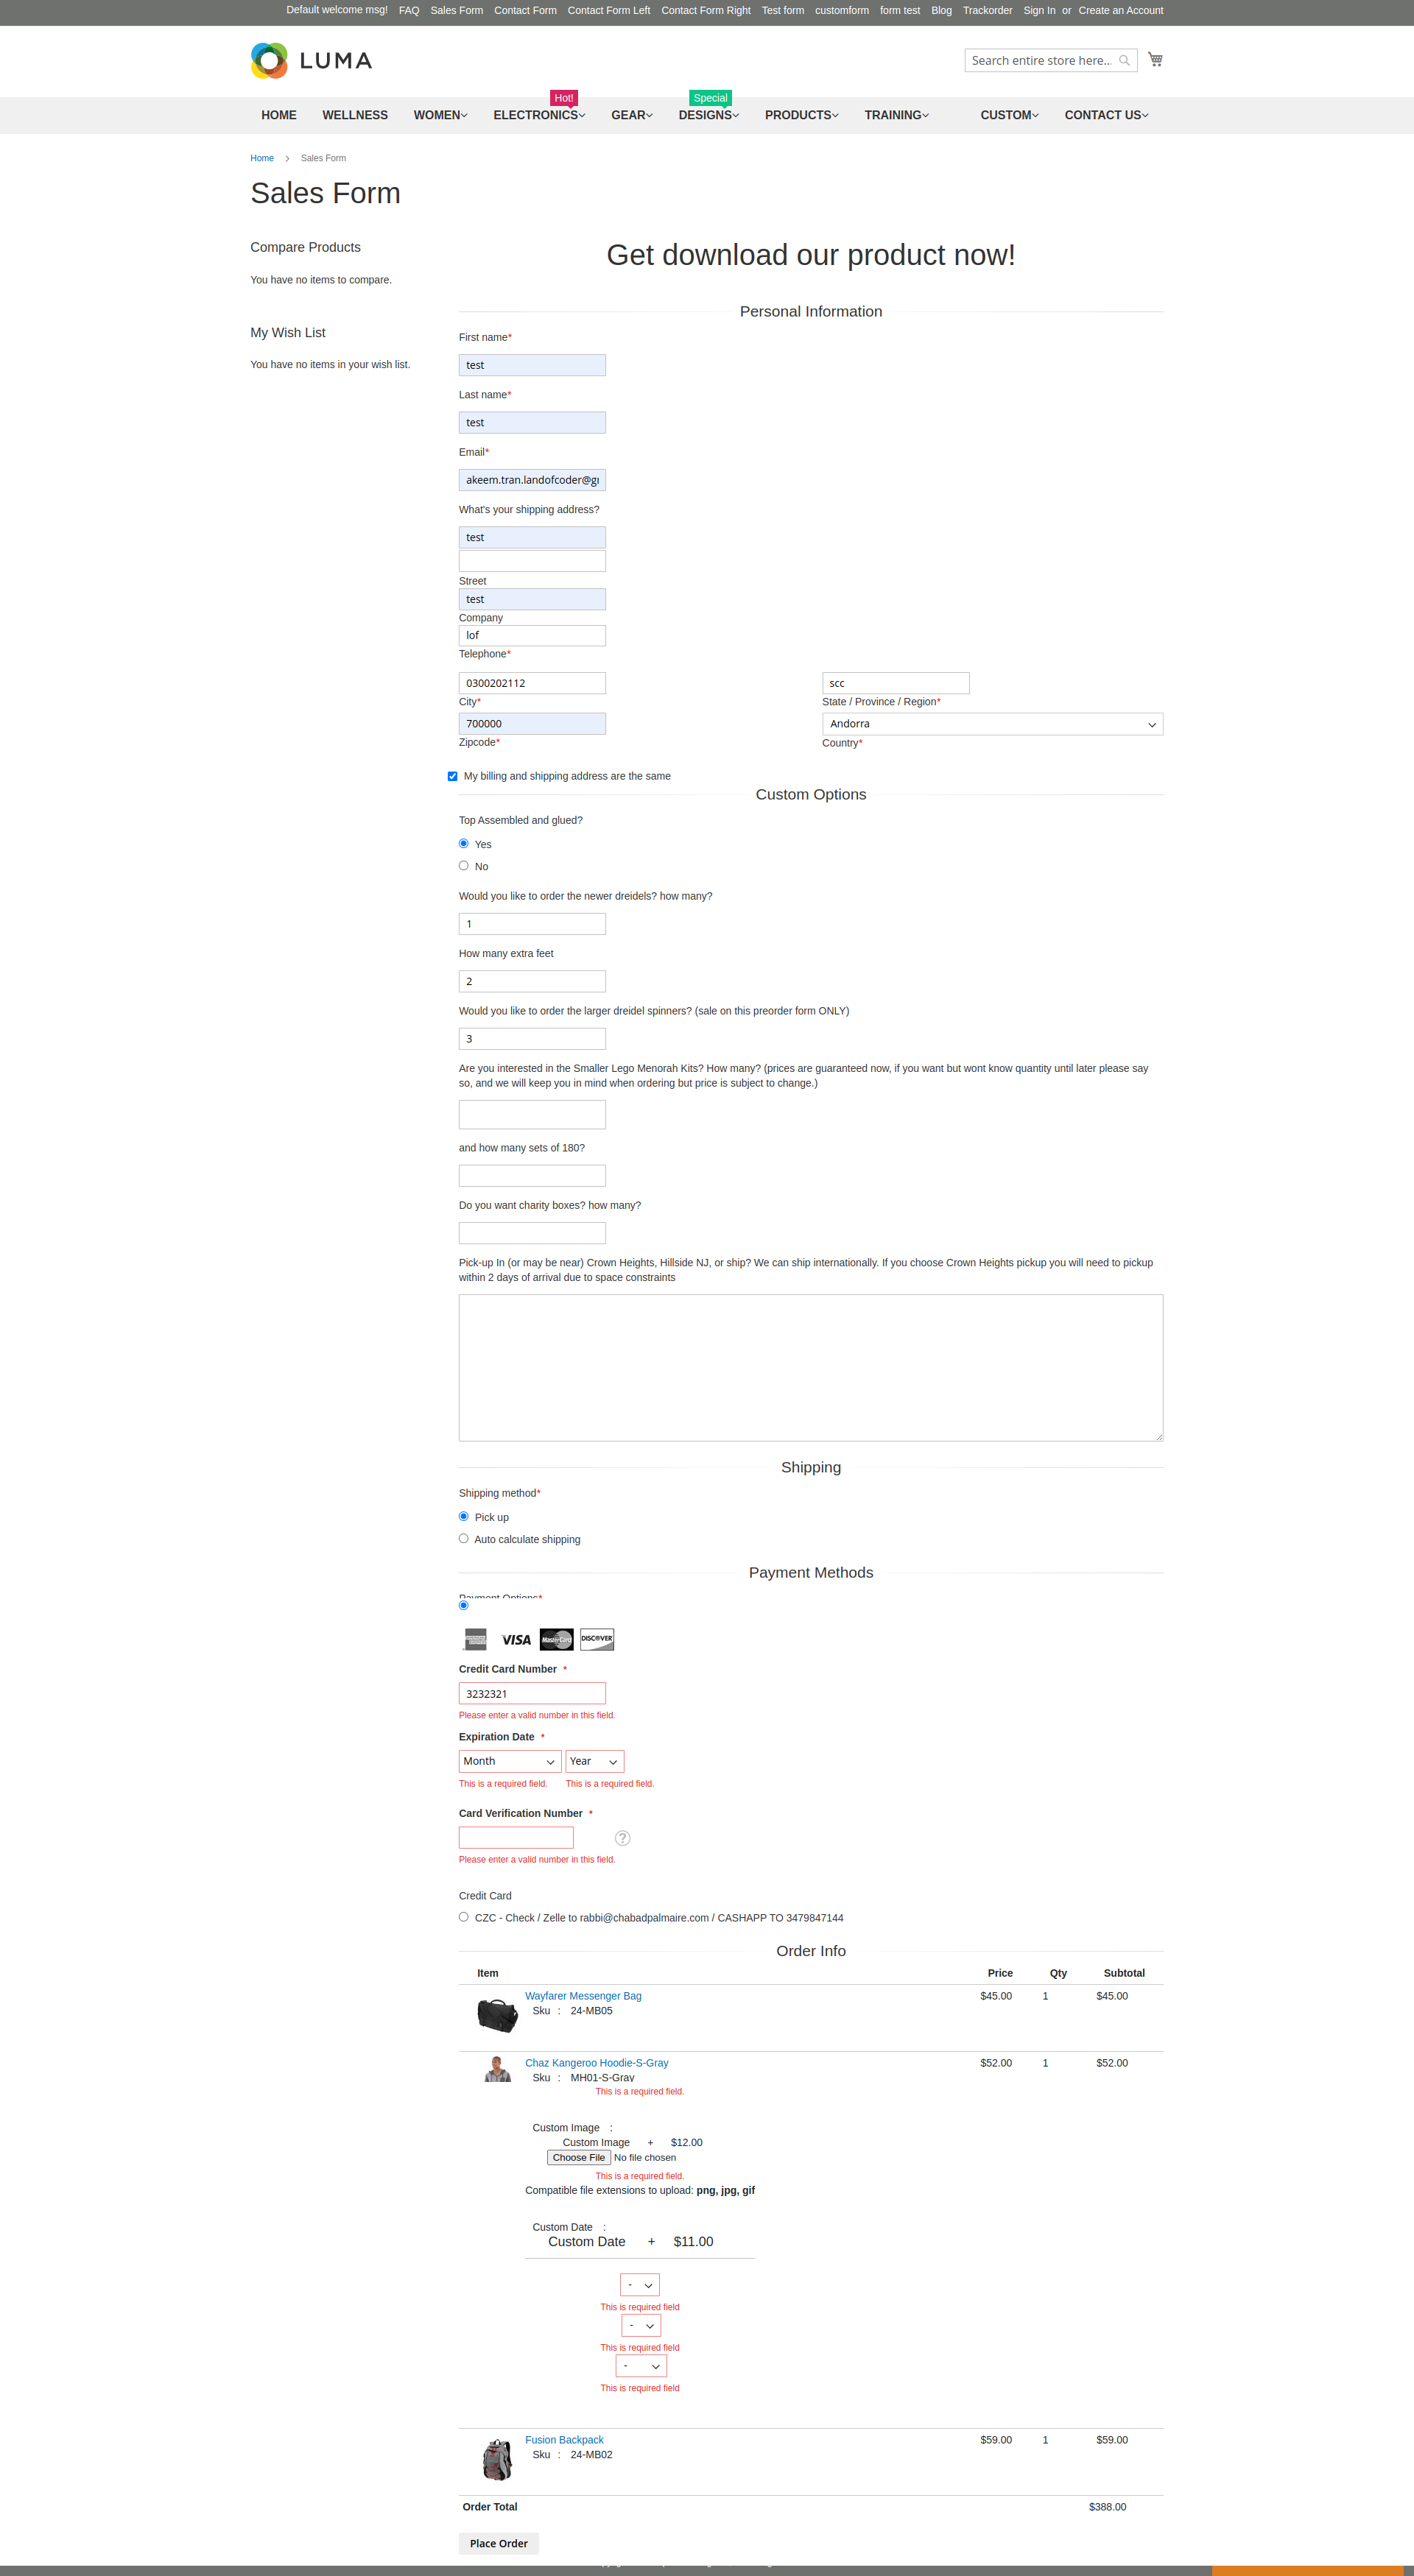 Default welcome msg! FAQ Sales Form Contact Form Contact Form Left Contact Form Right Test form customform form test Blog Trackorder Sign In or Create an Account
LUMA
Search entire store here...
Hot!
Special
HOME WELLNESS WOMEN ELECTRONICS GEAR DESIGNS PRODUCTS TRAINING CUSTOM CONTACT US
Home Sales Form
Sales Form
Compare Products
You have no items to compare.
My Wish List
You have no items in your wish list.
Get download our product now!
Personal Information
First name*
test
Last name*
test
Email*
akeem.tran.landofcoder@g
What's your shipping address?
test
Street
test
Company
lof
Telephone*
0300202112 scc
City* State / Province / Region*
700000 Andorra
Zipcode* Country*
My billing and shipping address are the same
Custom Options
Top Assembled and glued?
Yes
No
Would you like to order the newer dreidels? how many?
1
How many extra feet
2
Would you like to order the larger dreidel spinners? (sale on this preorder form ONLY)
3
Are you interested in the Smaller Lego Menorah Kits? How many? (prices are guaranteed now, if you want but wont know quantity until later please say
so, and we will keep you in mind when ordering but price is subject to change.)
and how many sets of 180?
Do you want charity boxes? how many?
Pick-up In (or may be near) Crown Heights, Hillside NJ, or ship? We can ship internationally. If you choose Crown Heights pickup you will need to pickup
within 2 days of arrival due to space constraints
Shipping
Shipping method*
Pick up
Auto calculate shipping
Payment Methods
Payment Options*
VISA MasterCard DISCOVER
Credit Card Number *
3232321
Please enter a valid number in this field.
Expiration Date *
Month Year
This is a required field. This is a required field.
Card Verification Number *
?
Please enter a valid number in this field.
Credit Card
CZC - Check / Zelle to rabbi@chabadpalmaire.com / CASHAPP TO 3479847144
Order Info
Item Price Qty Subtotal
Wayfarer Messenger Bag $45.00 1 $45.00
Sku : 24-MB05
Chaz Kangeroo Hoodie-S-Gray $52.00 1 $52.00
Sku : MH01-S-Gray
This is a required field.
Custom Image :
Custom Image + $12.00
Choose File No file chosen
This is a required field.
Compatible file extensions to upload: png, jpg, gif
Custom Date :
Custom Date + $11.00
-
This is required field
-
This is required field
-
This is required field
Fusion Backpack $59.00 1 $59.00
Sku : 24-MB02
Order Total $388.00
Place Order